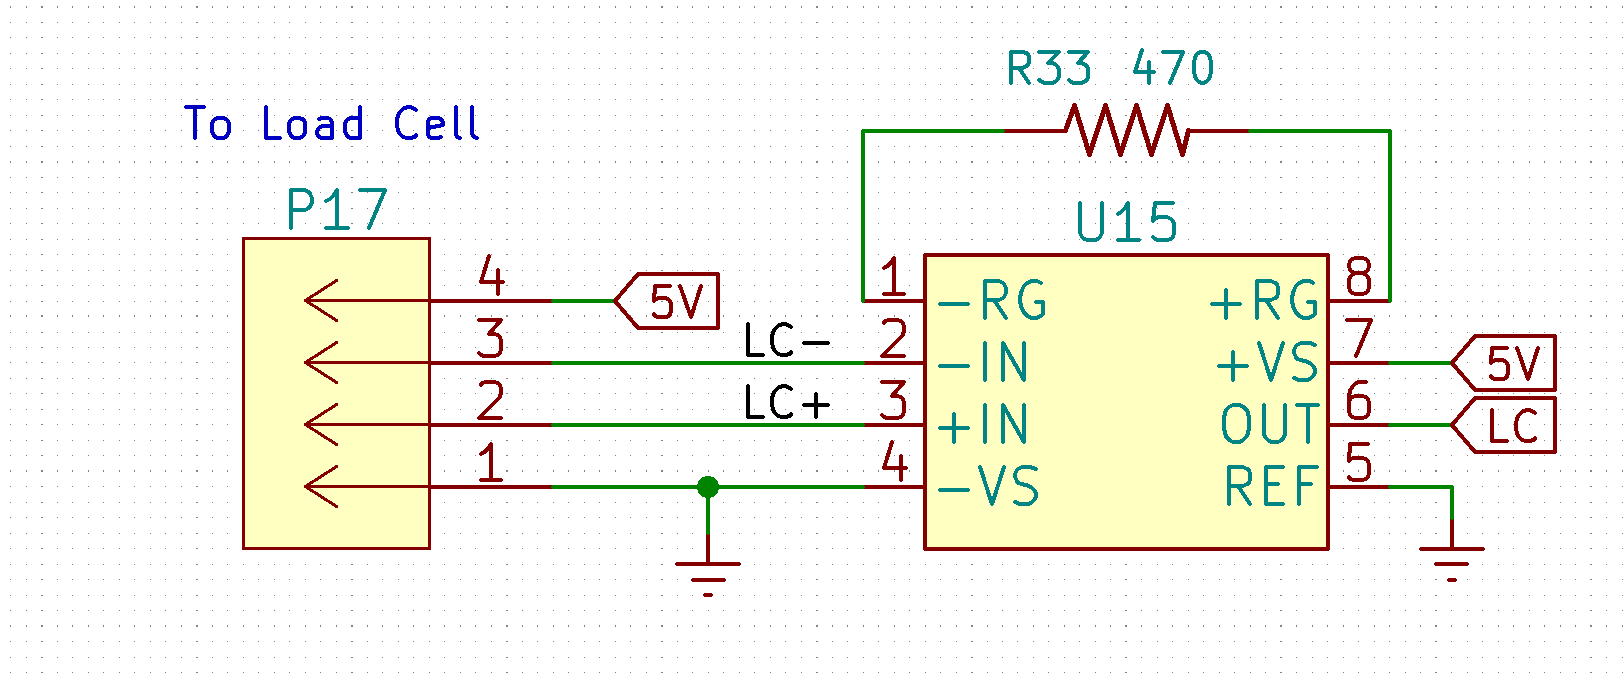 R33 470
To Load Cell
P17
U15
4 5V 1 -RG +RG 8
3 LC- 2 -IN +VS 7 5V
2 LC+ 3 +IN OUT 6 LC
1 4 -VS REF 5